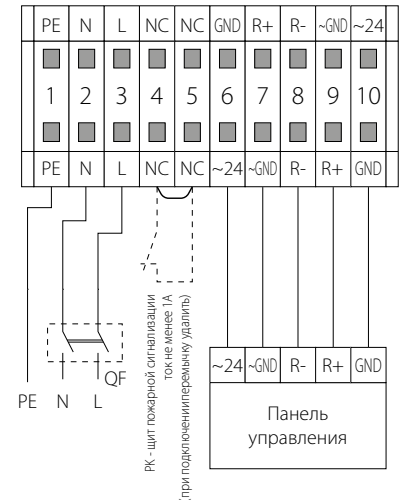 PE N L NC NC GND R+ R- ~GND ~24
1 2 3 4 5 6 7 8 9 10
PE N L NC NC ~24 ~GND R- R+ GND
РК - щит пожарной сигнализации
ток не менее 1А
(при подключенииперемычку удалить)
QF
PE N L
~24 ~GND R- R+ GND
Панель
управления